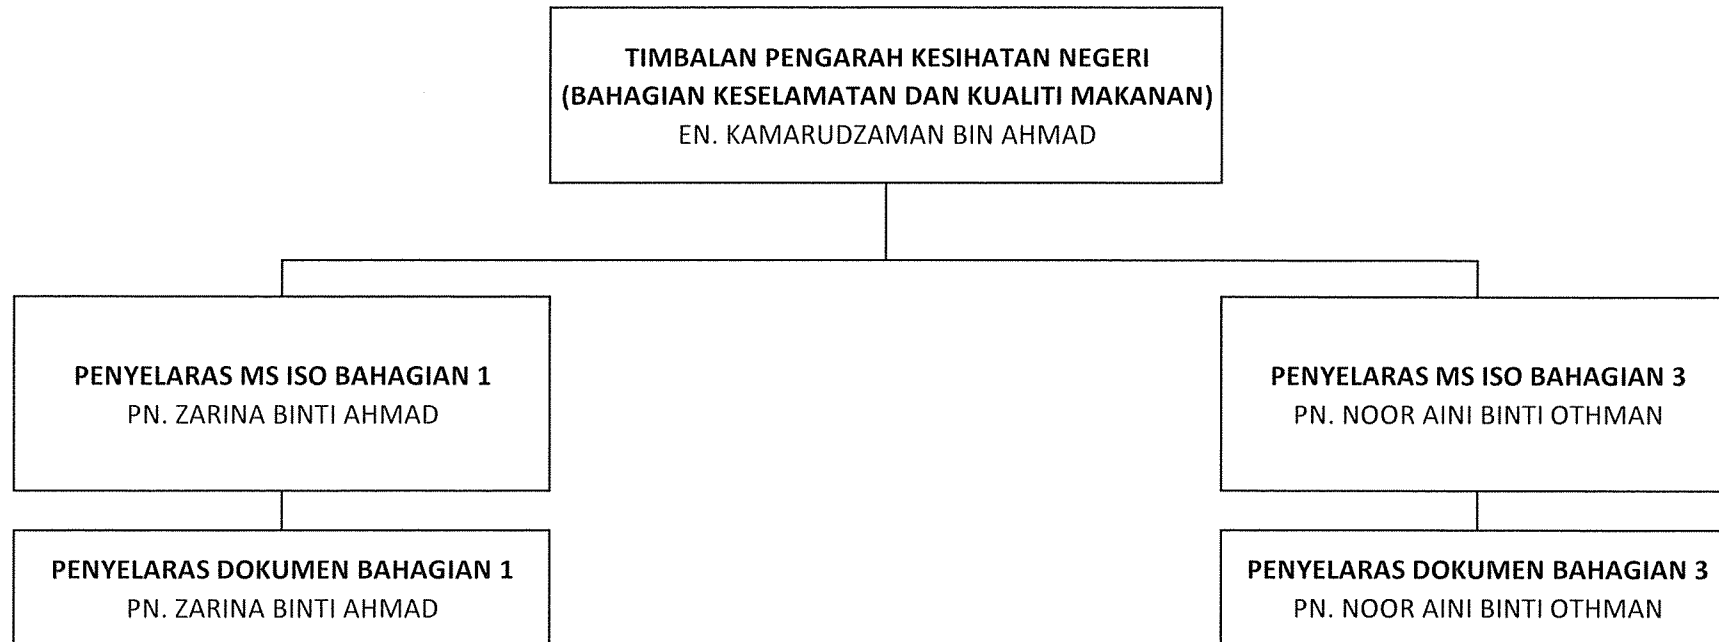 TIMBALAN PENGARAH KESIHATAN NEGERI
(BAHAGIAN KESELAMATAN DAN KUALITI MAKANAN)
EN. KAMARUDZAMAN BIN AHMAD
PENYELARAS MS ISO BAHAGIAN 1
PN. ZARINA BINTI AHMAD
PENYELARAS MS ISO BAHAGIAN 3
PN. NOOR AINI BINTI OTHMAN
PENYELARAS DOKUMEN BAHAGIAN 1
PN. ZARINA BINTI AHMAD
PENYELARAS DOKUMEN BAHAGIAN 3
PN. NOOR AINI BINTI OTHMAN